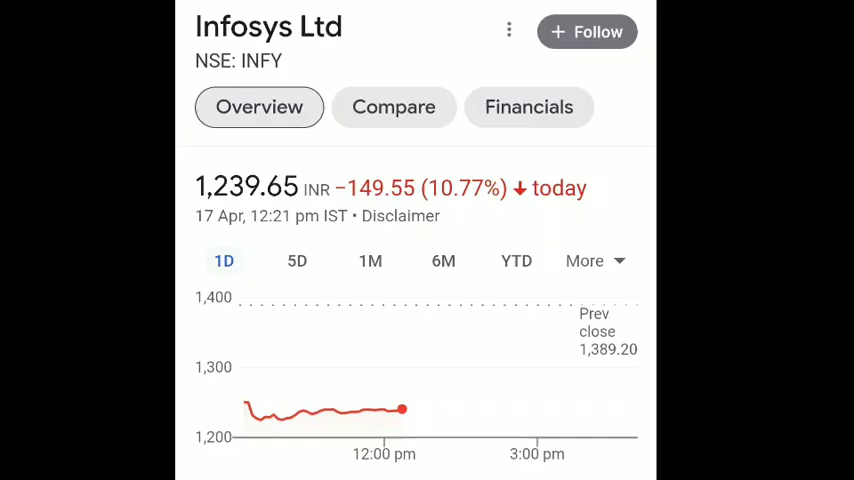 Infosys Ltd
+ Follow
NSE: INFY
Overview
Compare
Financials
1,239.65 INR −149.55 (10.77%) ↓ today
17 Apr, 12:21 pm IST • Disclaimer
1D 5D 1M 6M YTD More
1,400
Prev
close
1,389.20
1,300
1,200
12:00 pm 3:00 pm